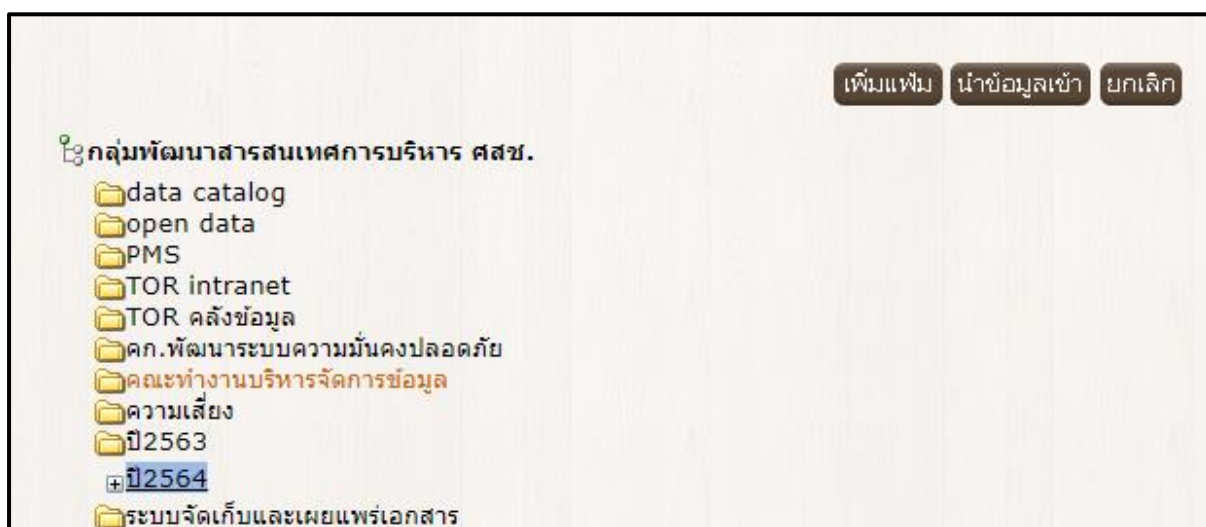 เพิ่มแฟ้ม นำข้อมูลเข้า ยกเลิก
กลุ่มพัฒนาสารสนเทศการบริหาร ศสช.
data catalog
open data
PMS
TOR intranet
TOR คลังข้อมูล
คก.พัฒนาระบบความมั่นคงปลอดภัย
คณะทำงานบริหารจัดการข้อมูล
ความเสี่ยง
ปี2563
ปี2564
ระบบจัดเก็บและเผยแพร่เอกสาร